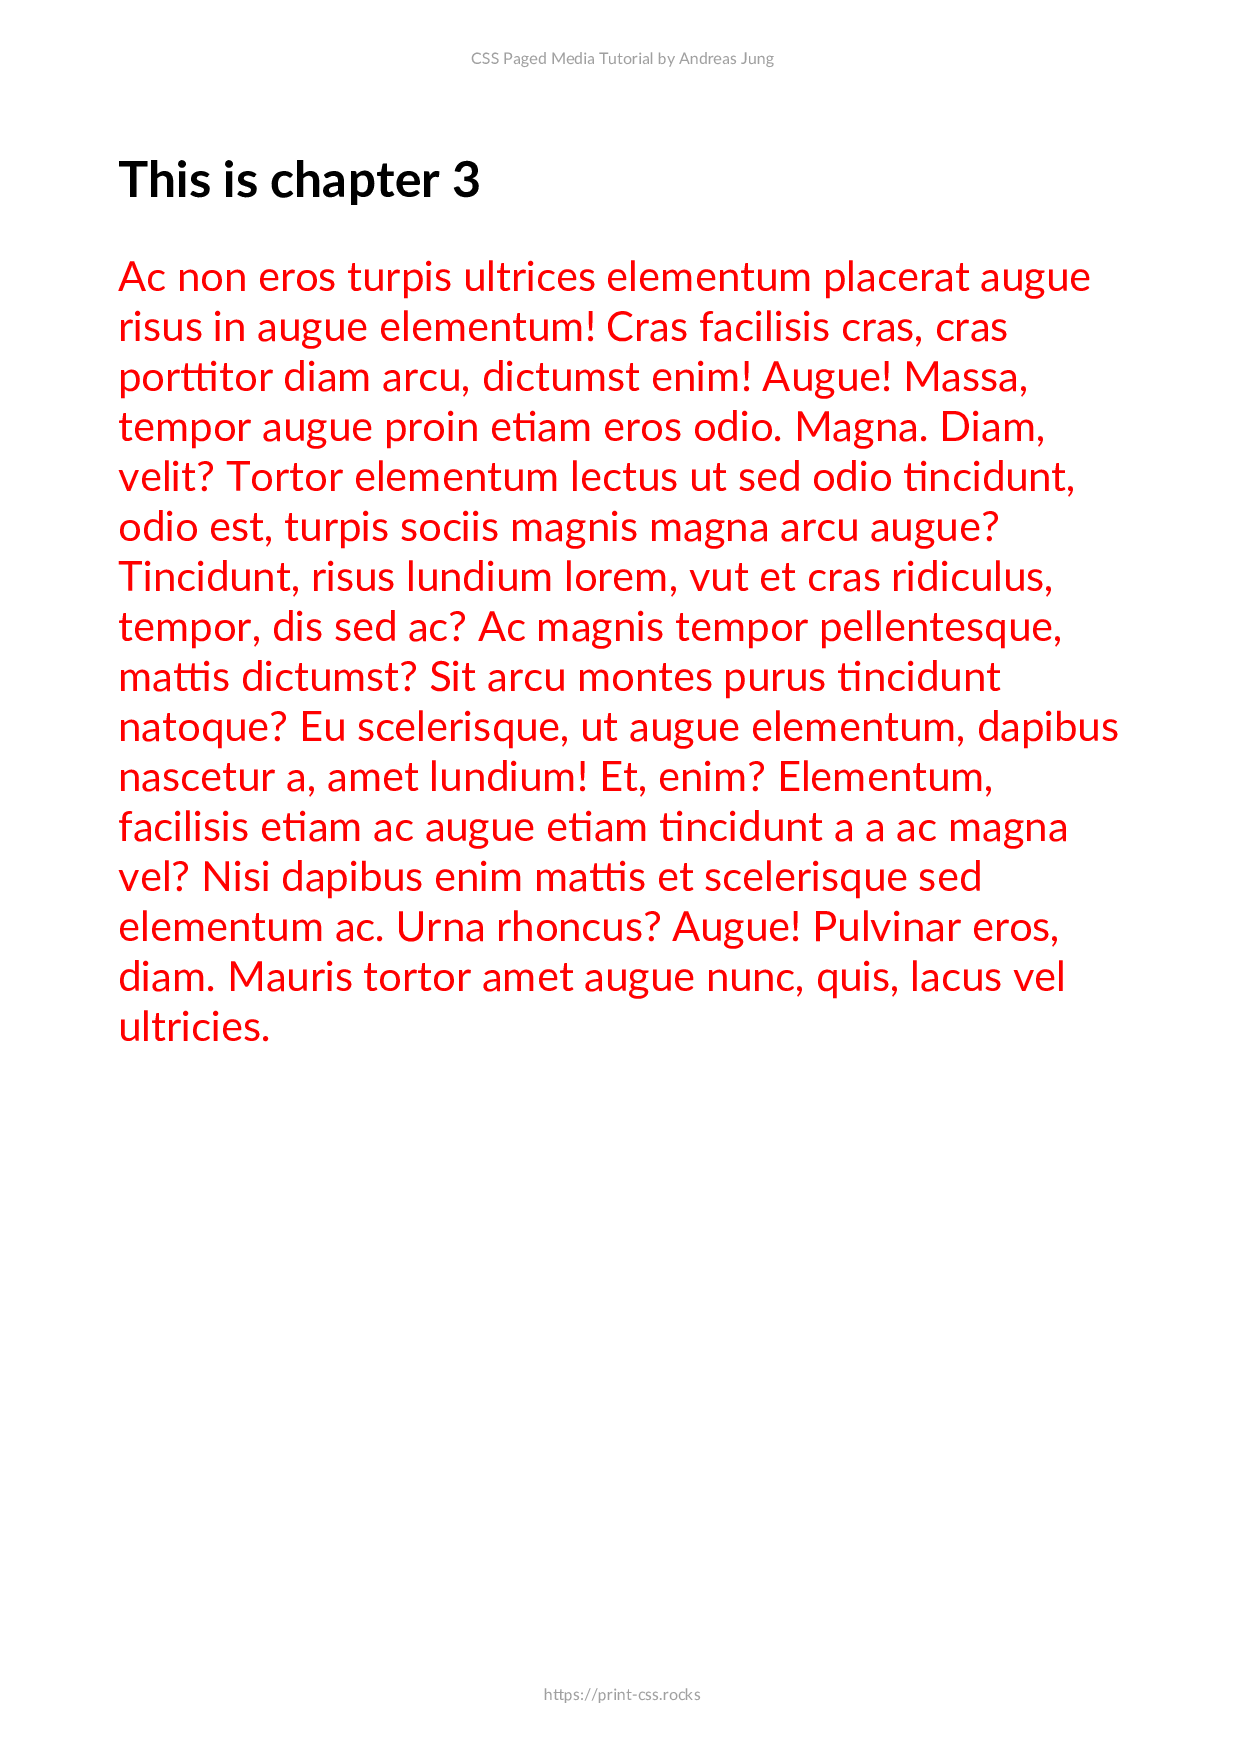 CSS Paged Media Tutorial by Andreas Jung
This is chapter 3
Ac non eros turpis ultrices elementum placerat augue
risus in augue elementum! Cras facilisis cras, cras
porttitor diam arcu, dictumst enim! Augue! Massa,
tempor augue proin etiam eros odio. Magna. Diam,
velit? Tortor elementum lectus ut sed odio tincidunt,
odio est, turpis sociis magnis magna arcu augue?
Tincidunt, risus lundium lorem, vut et cras ridiculus,
tempor, dis sed ac? Ac magnis tempor pellentesque,
mattis dictumst? Sit arcu montes purus tincidunt
natoque? Eu scelerisque, ut augue elementum, dapibus
nascetur a, amet lundium! Et, enim? Elementum,
facilisis etiam ac augue etiam tincidunt a a ac magna
vel? Nisi dapibus enim mattis et scelerisque sed
elementum ac. Urna rhoncus? Augue! Pulvinar eros,
diam. Mauris tortor amet augue nunc, quis, lacus vel
ultricies.
https://print-css.rocks